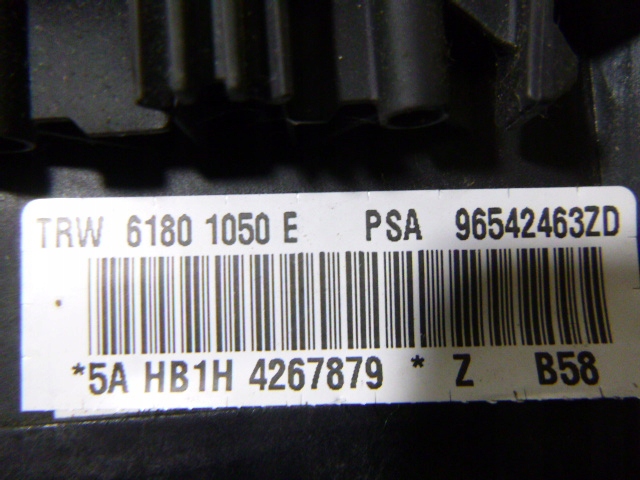 TRW 6180 1050 E PSA 96542463ZD
*5A HB1H 4267879 * Z B58